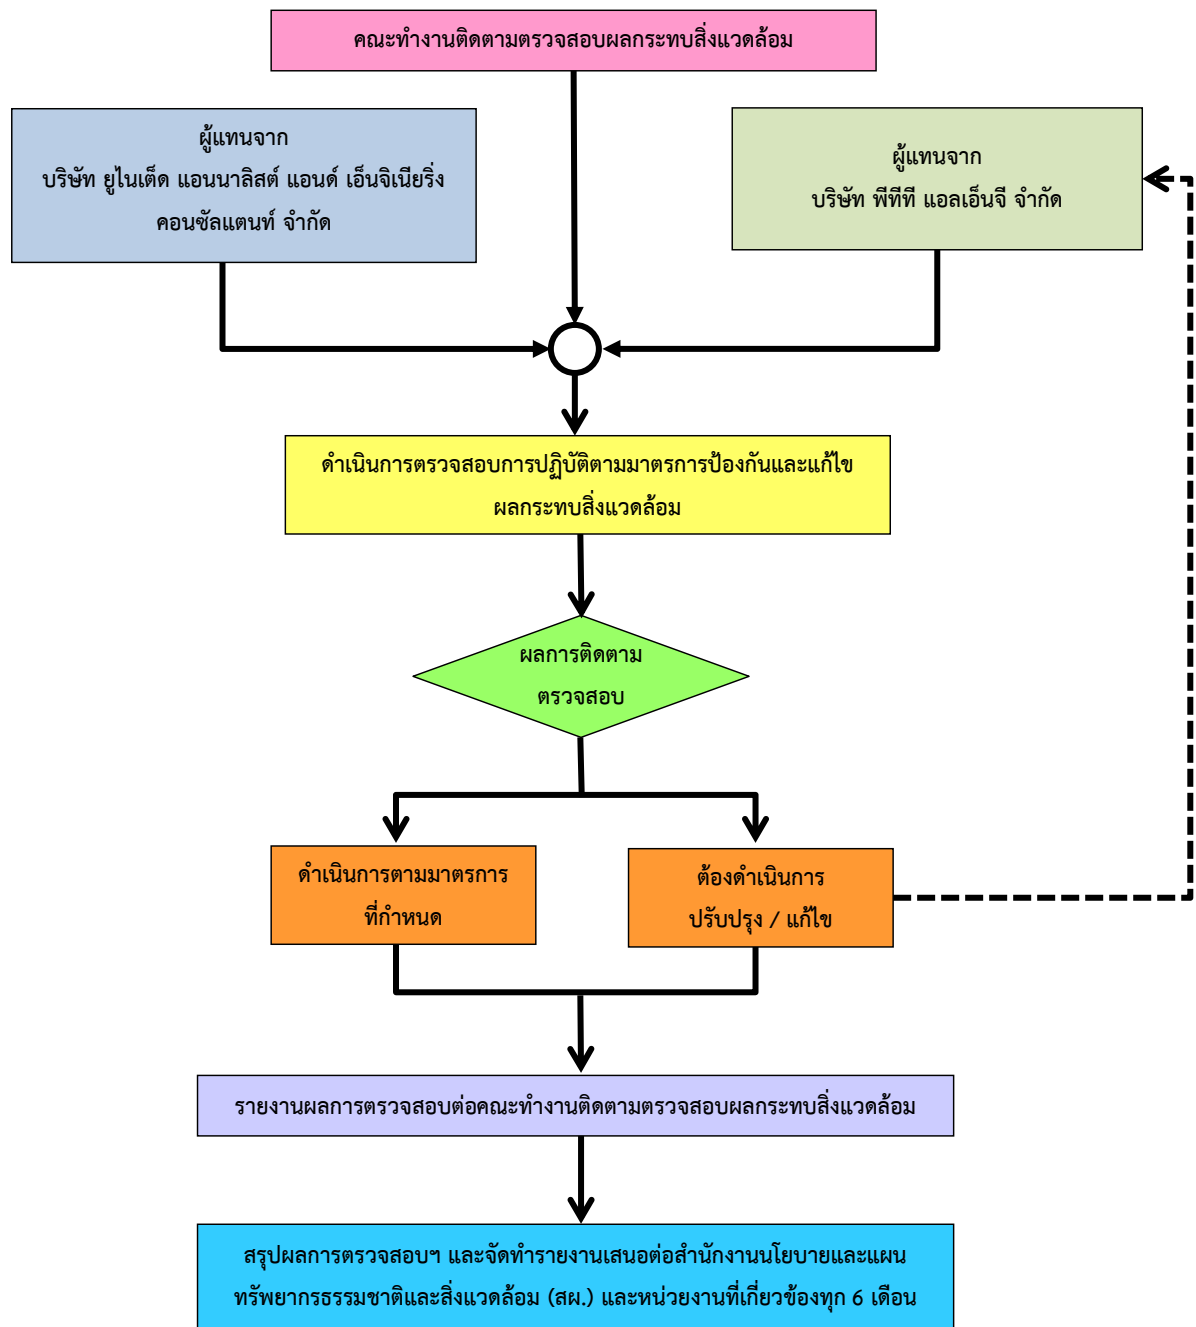 คณะทำงานติดตามตรวจสอบผลกระทบสิ่งแวดล้อม
ผู้แทนจาก
บริษัท ยูไนเต็ด แอนนาลิสต์ แอนด์ เอ็นจิเนียริ่ง
คอนซัลแตนท์ จำกัด
ผู้แทนจาก
บริษัท พีทีที แอลเอ็นจี จำกัด
ดำเนินการตรวจสอบการปฏิบัติตามมาตรการป้องกันและแก้ไข
ผลกระทบสิ่งแวดล้อม
ผลการติดตาม
ตรวจสอบ
ดำเนินการตามมาตรการ
ที่กำหนด
ต้องดำเนินการ
ปรับปรุง / แก้ไข
รายงานผลการตรวจสอบต่อคณะทำงานติดตามตรวจสอบผลกระทบสิ่งแวดล้อม
สรุปผลการตรวจสอบฯ และจัดทำรายงานเสนอต่อสำนักงานนโยบายและแผน
ทรัพยากรธรรมชาติและสิ่งแวดล้อม (สผ.) และหน่วยงานที่เกี่ยวข้องทุก 6 เดือน